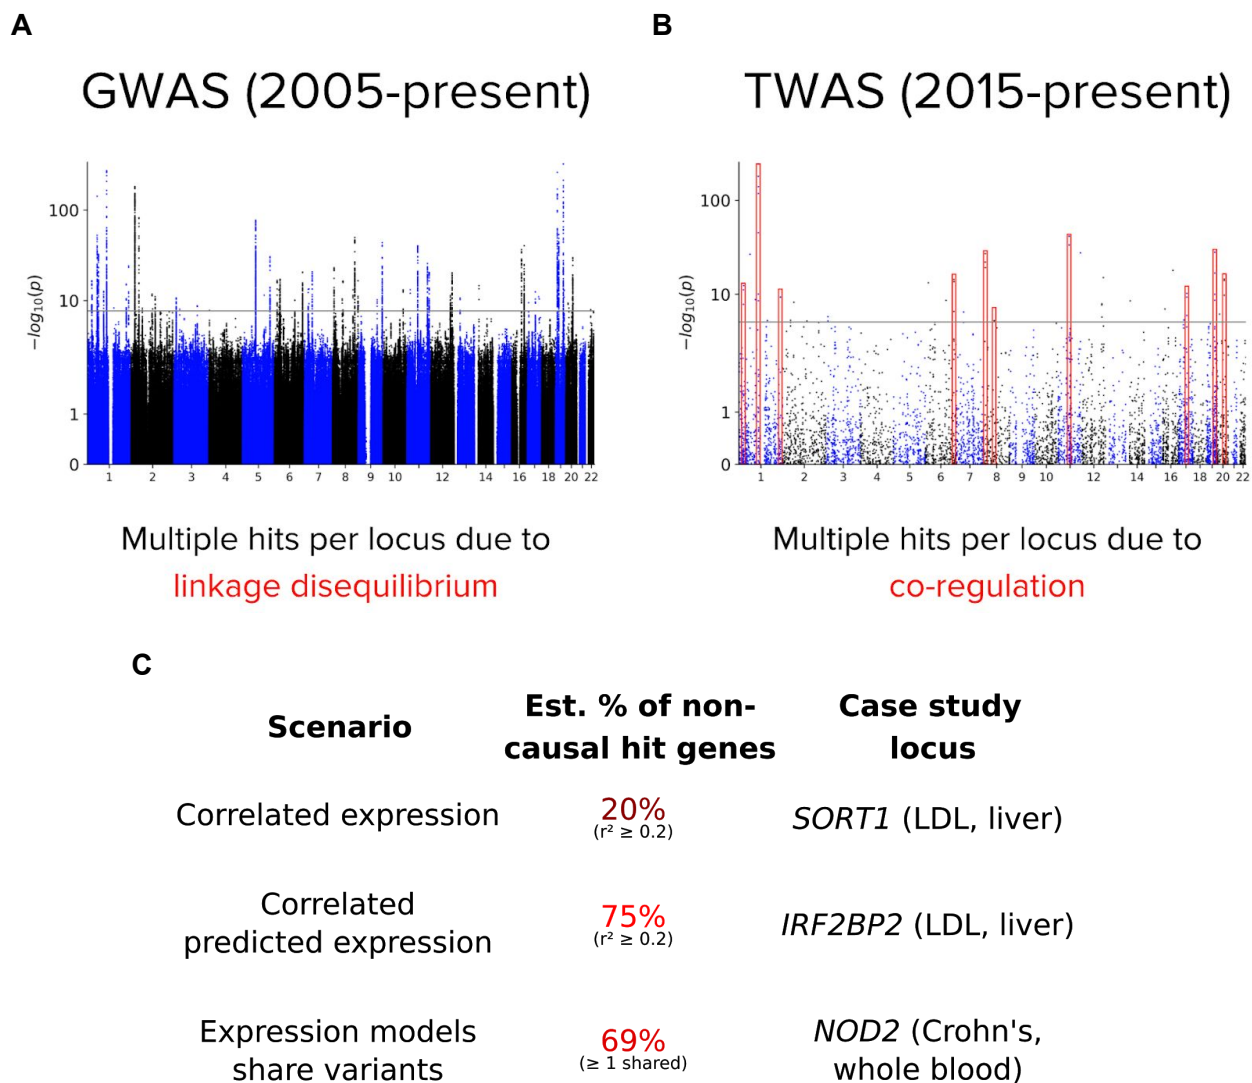 A
GWAS (2005-present)
100
10
1
0
−log₁₀(p)
1 2 3 4 5 6 7 8 9 10 11 12 14 16 18 20 22
Multiple hits per locus due to
linkage disequilibrium
B
TWAS (2015-present)
100
10
1
0
−log₁₀(p)
1 2 3 4 5 6 7 8 9 10 12 14 16 18 20 22
Multiple hits per locus due to
co-regulation
C
Scenario
Est. % of non-
causal hit genes
Case study
locus
Correlated expression
20%
(r² ≥ 0.2)
SORT1 (LDL, liver)
Correlated
predicted expression
75%
(r² ≥ 0.2)
IRF2BP2 (LDL, liver)
Expression models
share variants
69%
(≥ 1 shared)
NOD2 (Crohn's,
whole blood)